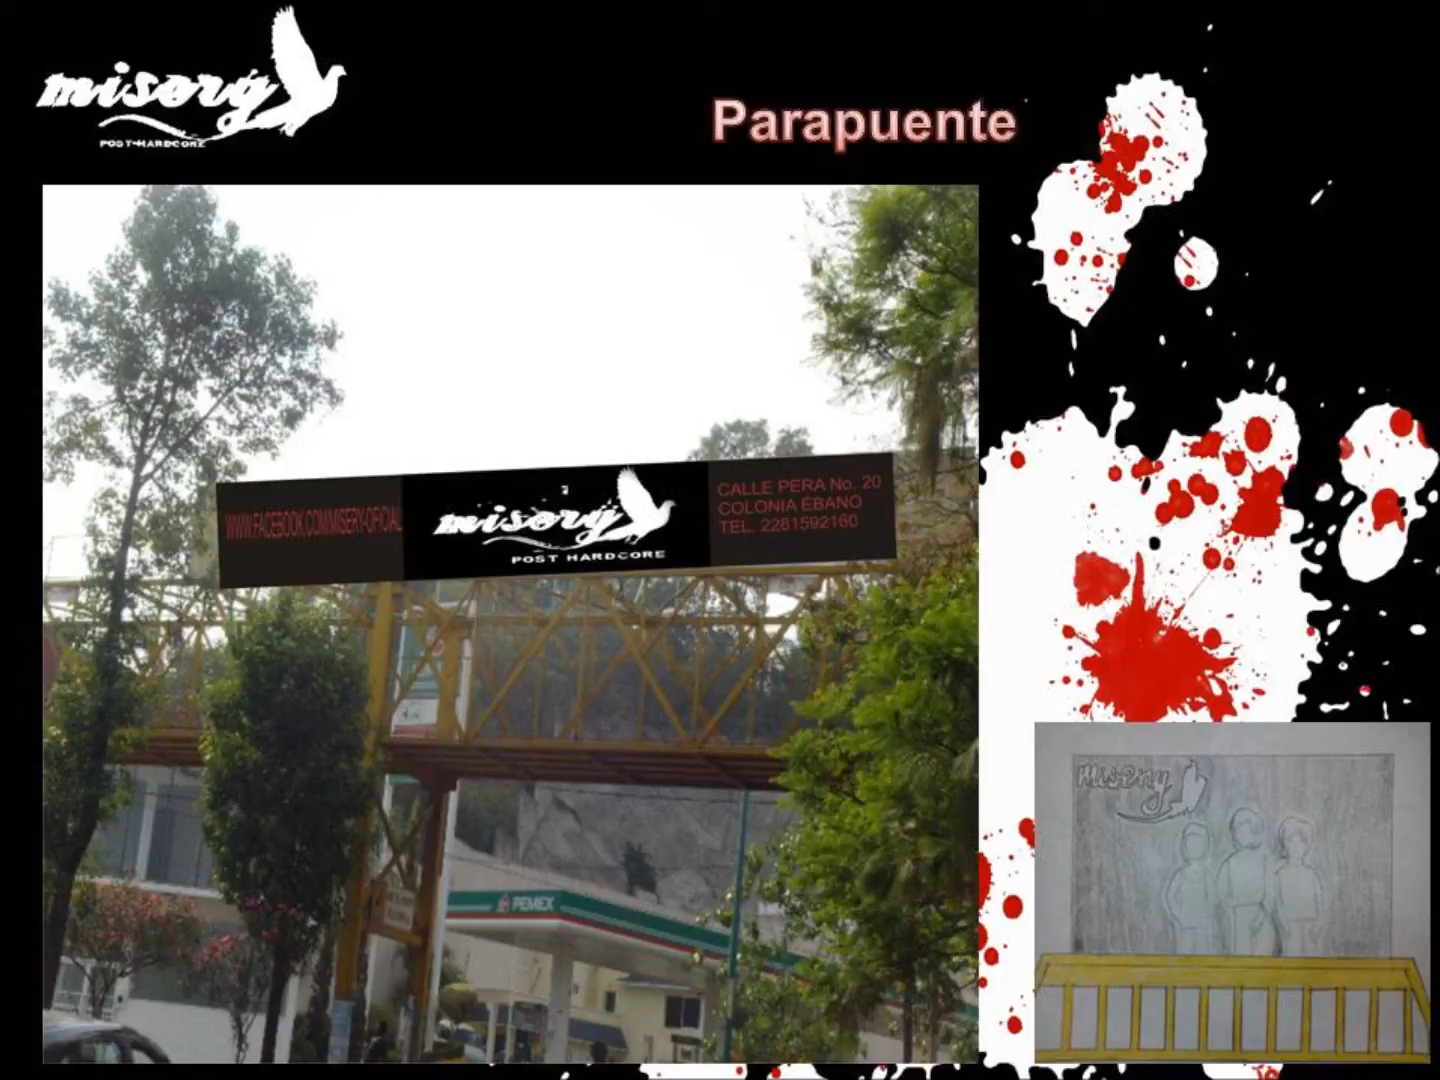 misery
POST-HARDCORE
Parapuente
WWW.FACEBOOK.COM/MISERY-OFICIAL
misery
POST HARDCORE
CALLE PERA No. 20
COLONIA EBANO
TEL. 2281592160
PEMEX
misery